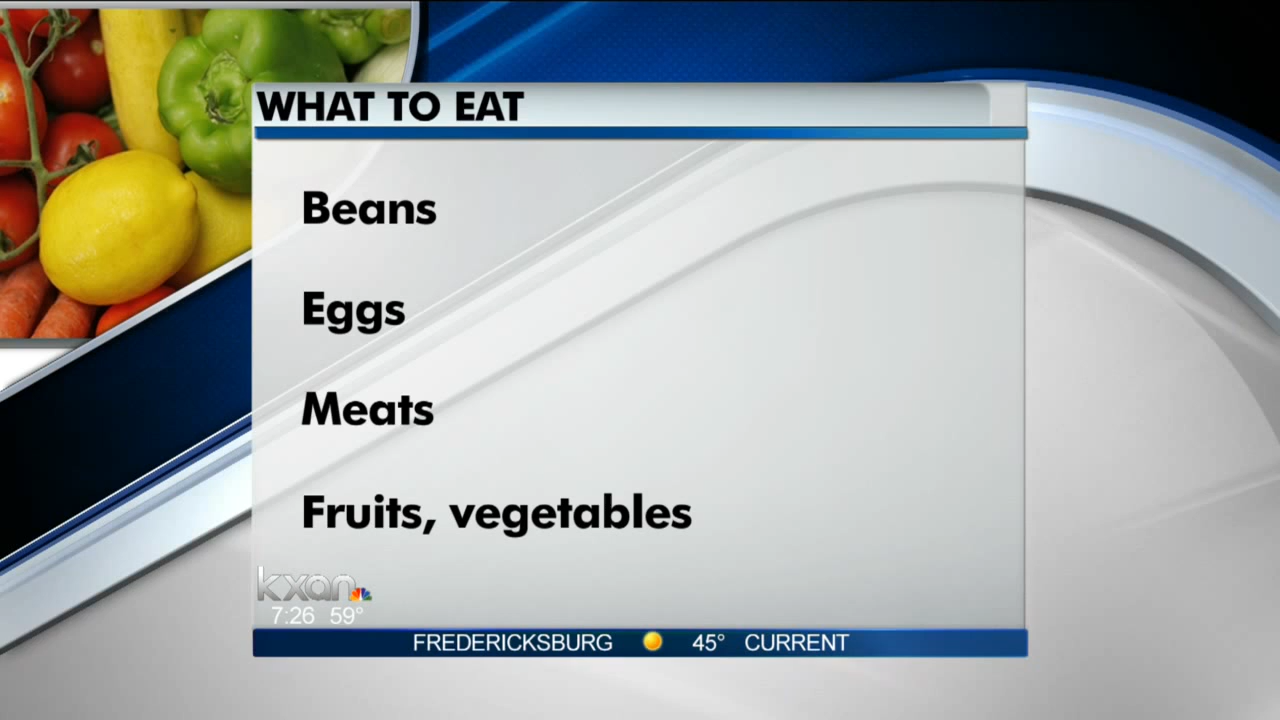 WHAT TO EAT
Beans
Eggs
Meats
Fruits, vegetables
kxan
7:26 59°
FREDERICKSBURG 45° CURRENT